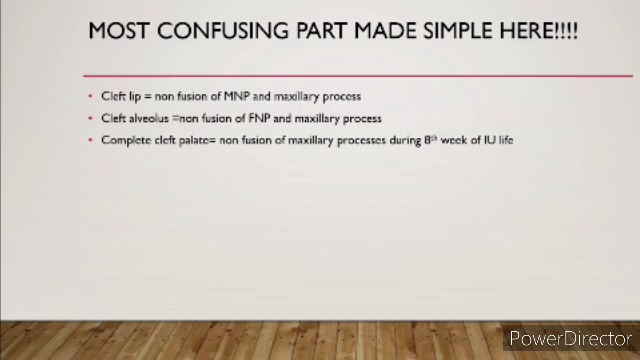 MOST CONFUSING PART MADE SIMPLE HERE!!!!
• Cleft lip = non fusion of MNP and maxillary process
• Cleft alveolus =non fusion of FNP and maxillary process
• Complete cleft palate= non fusion of maxillary processes during 8th week of IU life
PowerDirector